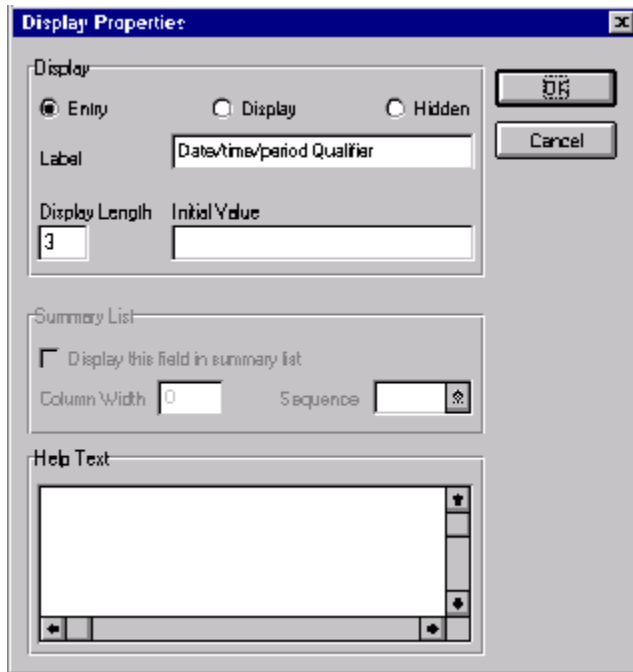 Display Properties
Display
Entry Display Hidden
OK
Cancel
Label Date/time/period Qualifier
Display Length Initial Value
3
Summary List
Display this field in summary list
Column Width 0 Sequence
Help Text